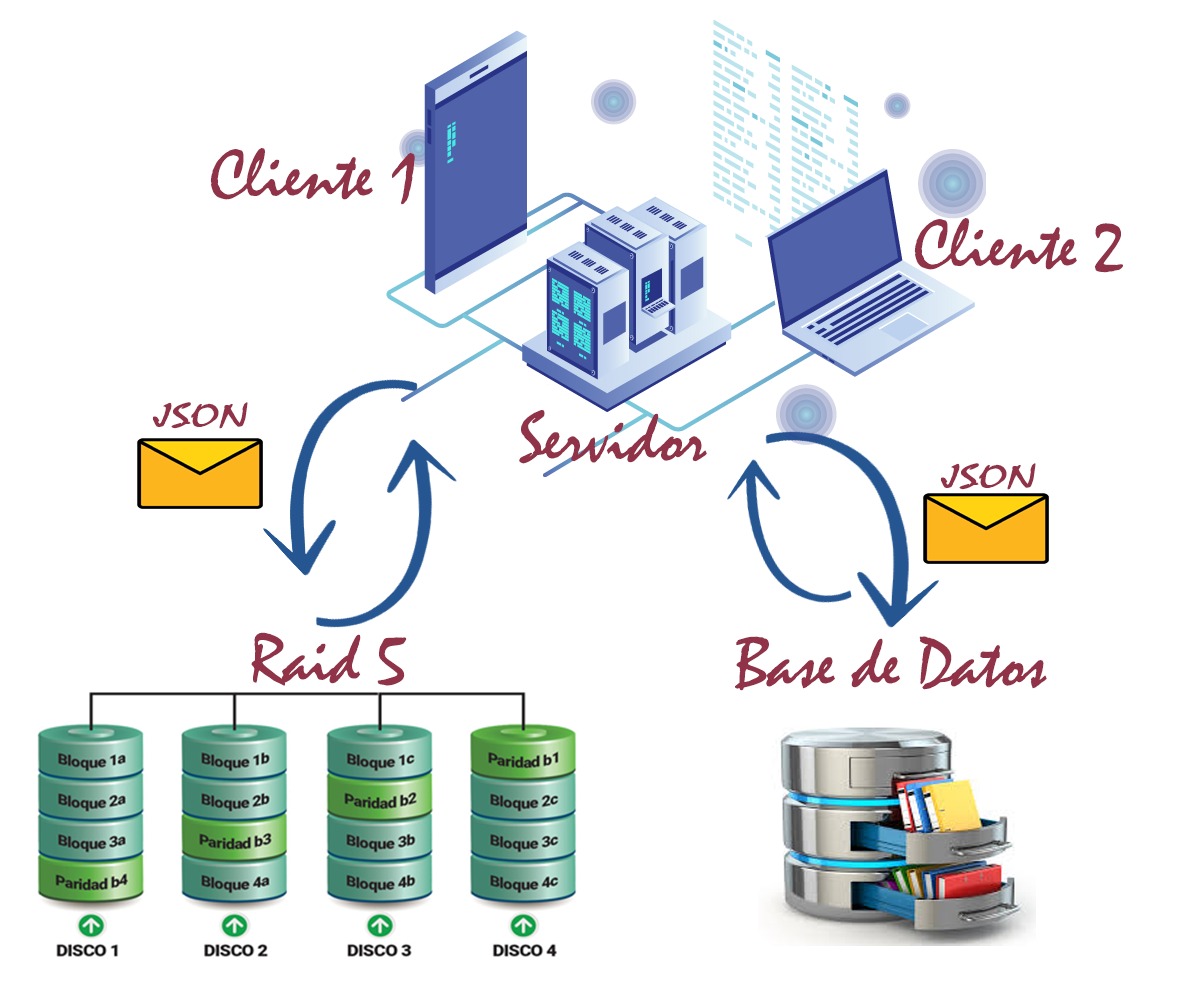 Cliente 1
Cliente 2
Servidor
JSON
JSON
Raid 5
Base de Datos
Bloque 1a
Bloque 2a
Bloque 3a
Paridad b4
DISCO 1
Bloque 1b
Bloque 2b
Paridad b3
Bloque 4a
DISCO 2
Bloque 1c
Paridad b2
Bloque 3b
Bloque 4b
DISCO 3
Paridad b1
Bloque 2c
Bloque 3c
Bloque 4c
DISCO 4